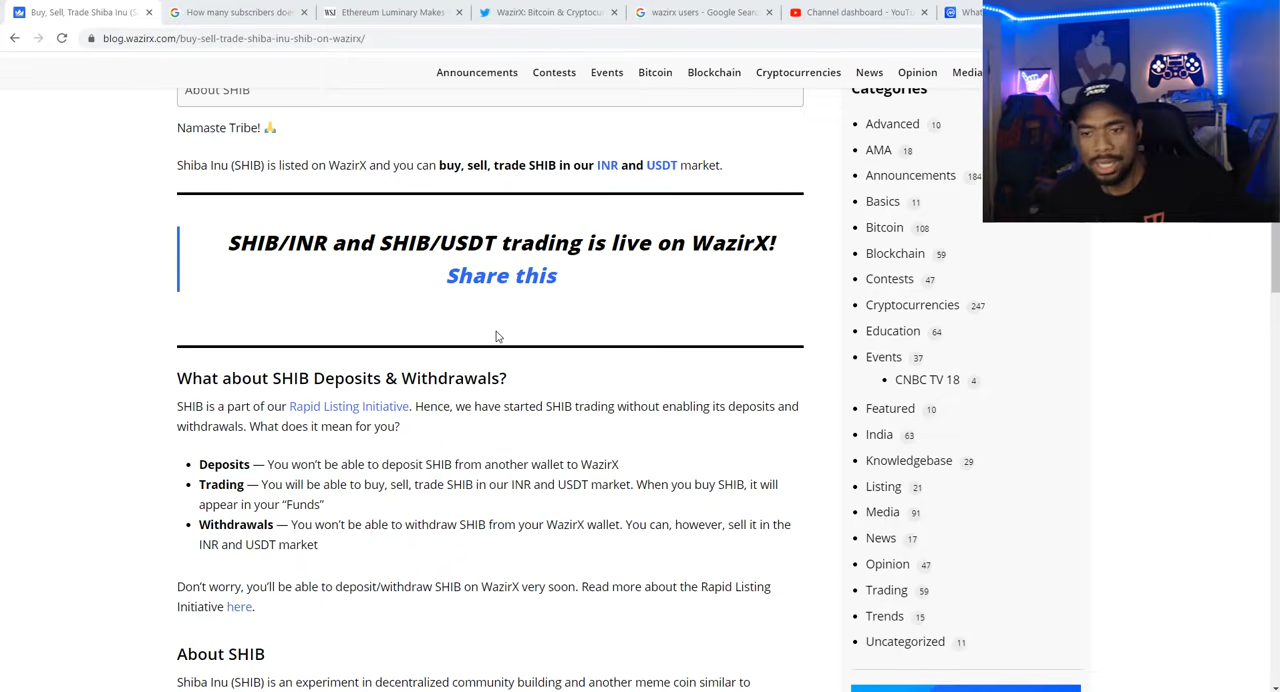 Buy, Sell, Trade Shiba Inu (S
How many subscribers doe
WSJ Ethereum Luminary Makes
WazirX: Bitcoin & Cryptocu
wazirx users - Google Sear
Channel dashboard - YouTu
What
blog.wazirx.com/buy-sell-trade-shiba-inu-shib-on-wazirx/
Announcements Contests Events Bitcoin Blockchain Cryptocurrencies News Opinion Media
About SHIB
Namaste Tribe! 🙏
Shiba Inu (SHIB) is listed on WazirX and you can buy, sell, trade SHIB in our INR and USDT market.
SHIB/INR and SHIB/USDT trading is live on WazirX!
Share this
What about SHIB Deposits & Withdrawals?
SHIB is a part of our Rapid Listing Initiative. Hence, we have started SHIB trading without enabling its deposits and
withdrawals. What does it mean for you?
• Deposits — You won't be able to deposit SHIB from another wallet to WazirX
• Trading — You will be able to buy, sell, trade SHIB in our INR and USDT market. When you buy SHIB, it will
appear in your “Funds”
• Withdrawals — You won't be able to withdraw SHIB from your WazirX wallet. You can, however, sell it in the
INR and USDT market
Don't worry, you'll be able to deposit/withdraw SHIB on WazirX very soon. Read more about the Rapid Listing
Initiative here.
About SHIB
Shiba Inu (SHIB) is an experiment in decentralized community building and another meme coin similar to
Categories
• Advanced 10
• AMA 18
• Announcements 184
• Basics 11
• Bitcoin 108
• Blockchain 59
• Contests 47
• Cryptocurrencies 247
• Education 64
• Events 37
• CNBC TV 18 4
• Featured 10
• India 63
• Knowledgebase 29
• Listing 21
• Media 91
• News 17
• Opinion 47
• Trading 59
• Trends 15
• Uncategorized 11